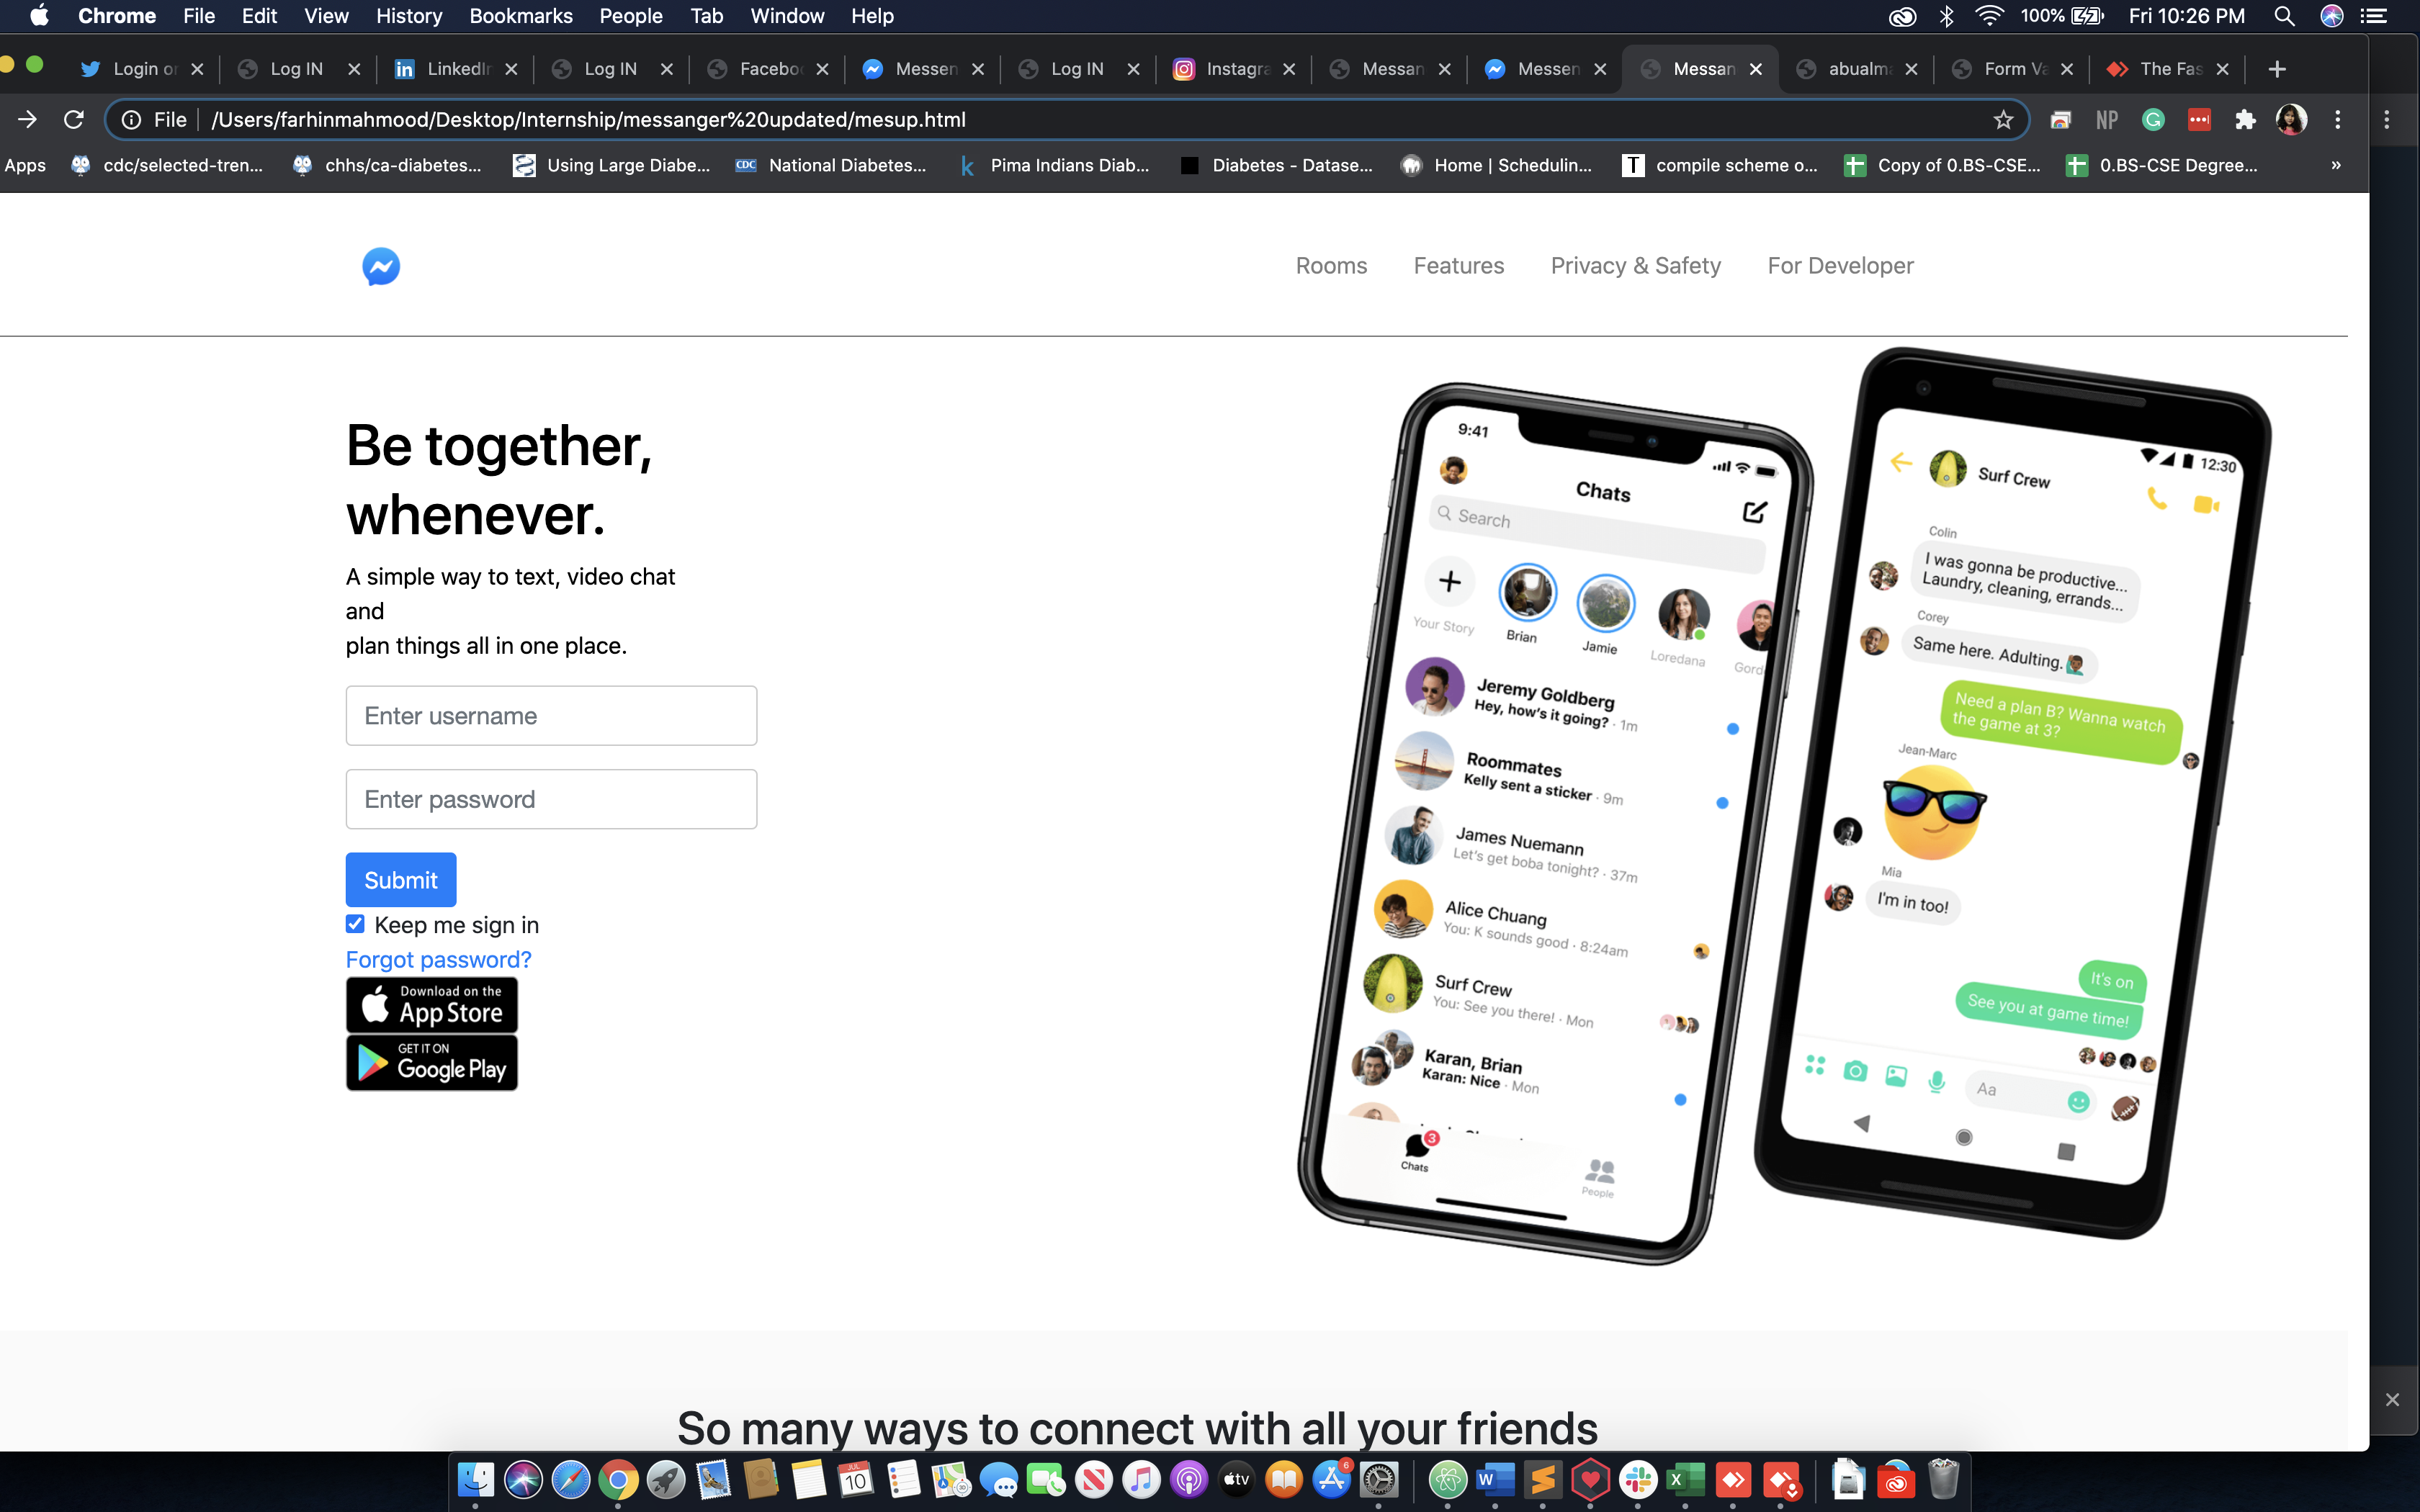 Chrome File Edit View History Bookmarks People Tab Window Help 100% Fri 10:26 PM
Login or Log IN LinkedIn Log IN Facebo Messen Log IN Instagra Messan Messen Messan abualma Form Va The Fas
File /Users/farhinmahmood/Desktop/Internship/messanger%20updated/mesup.html NP
Apps cdc/selected-tren... chhs/ca-diabetes... Using Large Diabe... CDC National Diabetes... k Pima Indians Diab... Diabetes - Datase... Home | Schedulin... T compile scheme o... Copy of 0.BS-CSE... 0.BS-CSE Degree... »
Rooms Features Privacy & Safety For Developer
Be together,
whenever.
A simple way to text, video chat
and
plan things all in one place.
Enter username
Enter password
Submit
Keep me sign in
Forgot password?
Download on the
App Store
GET IT ON
Google Play
9:41
Chats
Search
Your Story Brian Jamie Loredana Gord
Jeremy Goldberg
Hey, how's it going? · 1m
Roommates
Kelly sent a sticker · 9m
James Nuemann
Let's get boba tonight? · 37m
Alice Chuang
You: K sounds good · 8:24am
Surf Crew
You: See you there! · Mon
Karan, Brian
Karan: Nice · Mon
3
Chats People
12:30
Surf Crew
Colin
I was gonna be productive...
Laundry, cleaning, errands...
Corey
Same here. Adulting.
Need a plan B? Wanna watch
the game at 3?
Jean-Marc
Mia
I'm in too!
It's on
See you at game time!
Aa
So many ways to connect with all your friends
JUL
10
tv
6
W
X